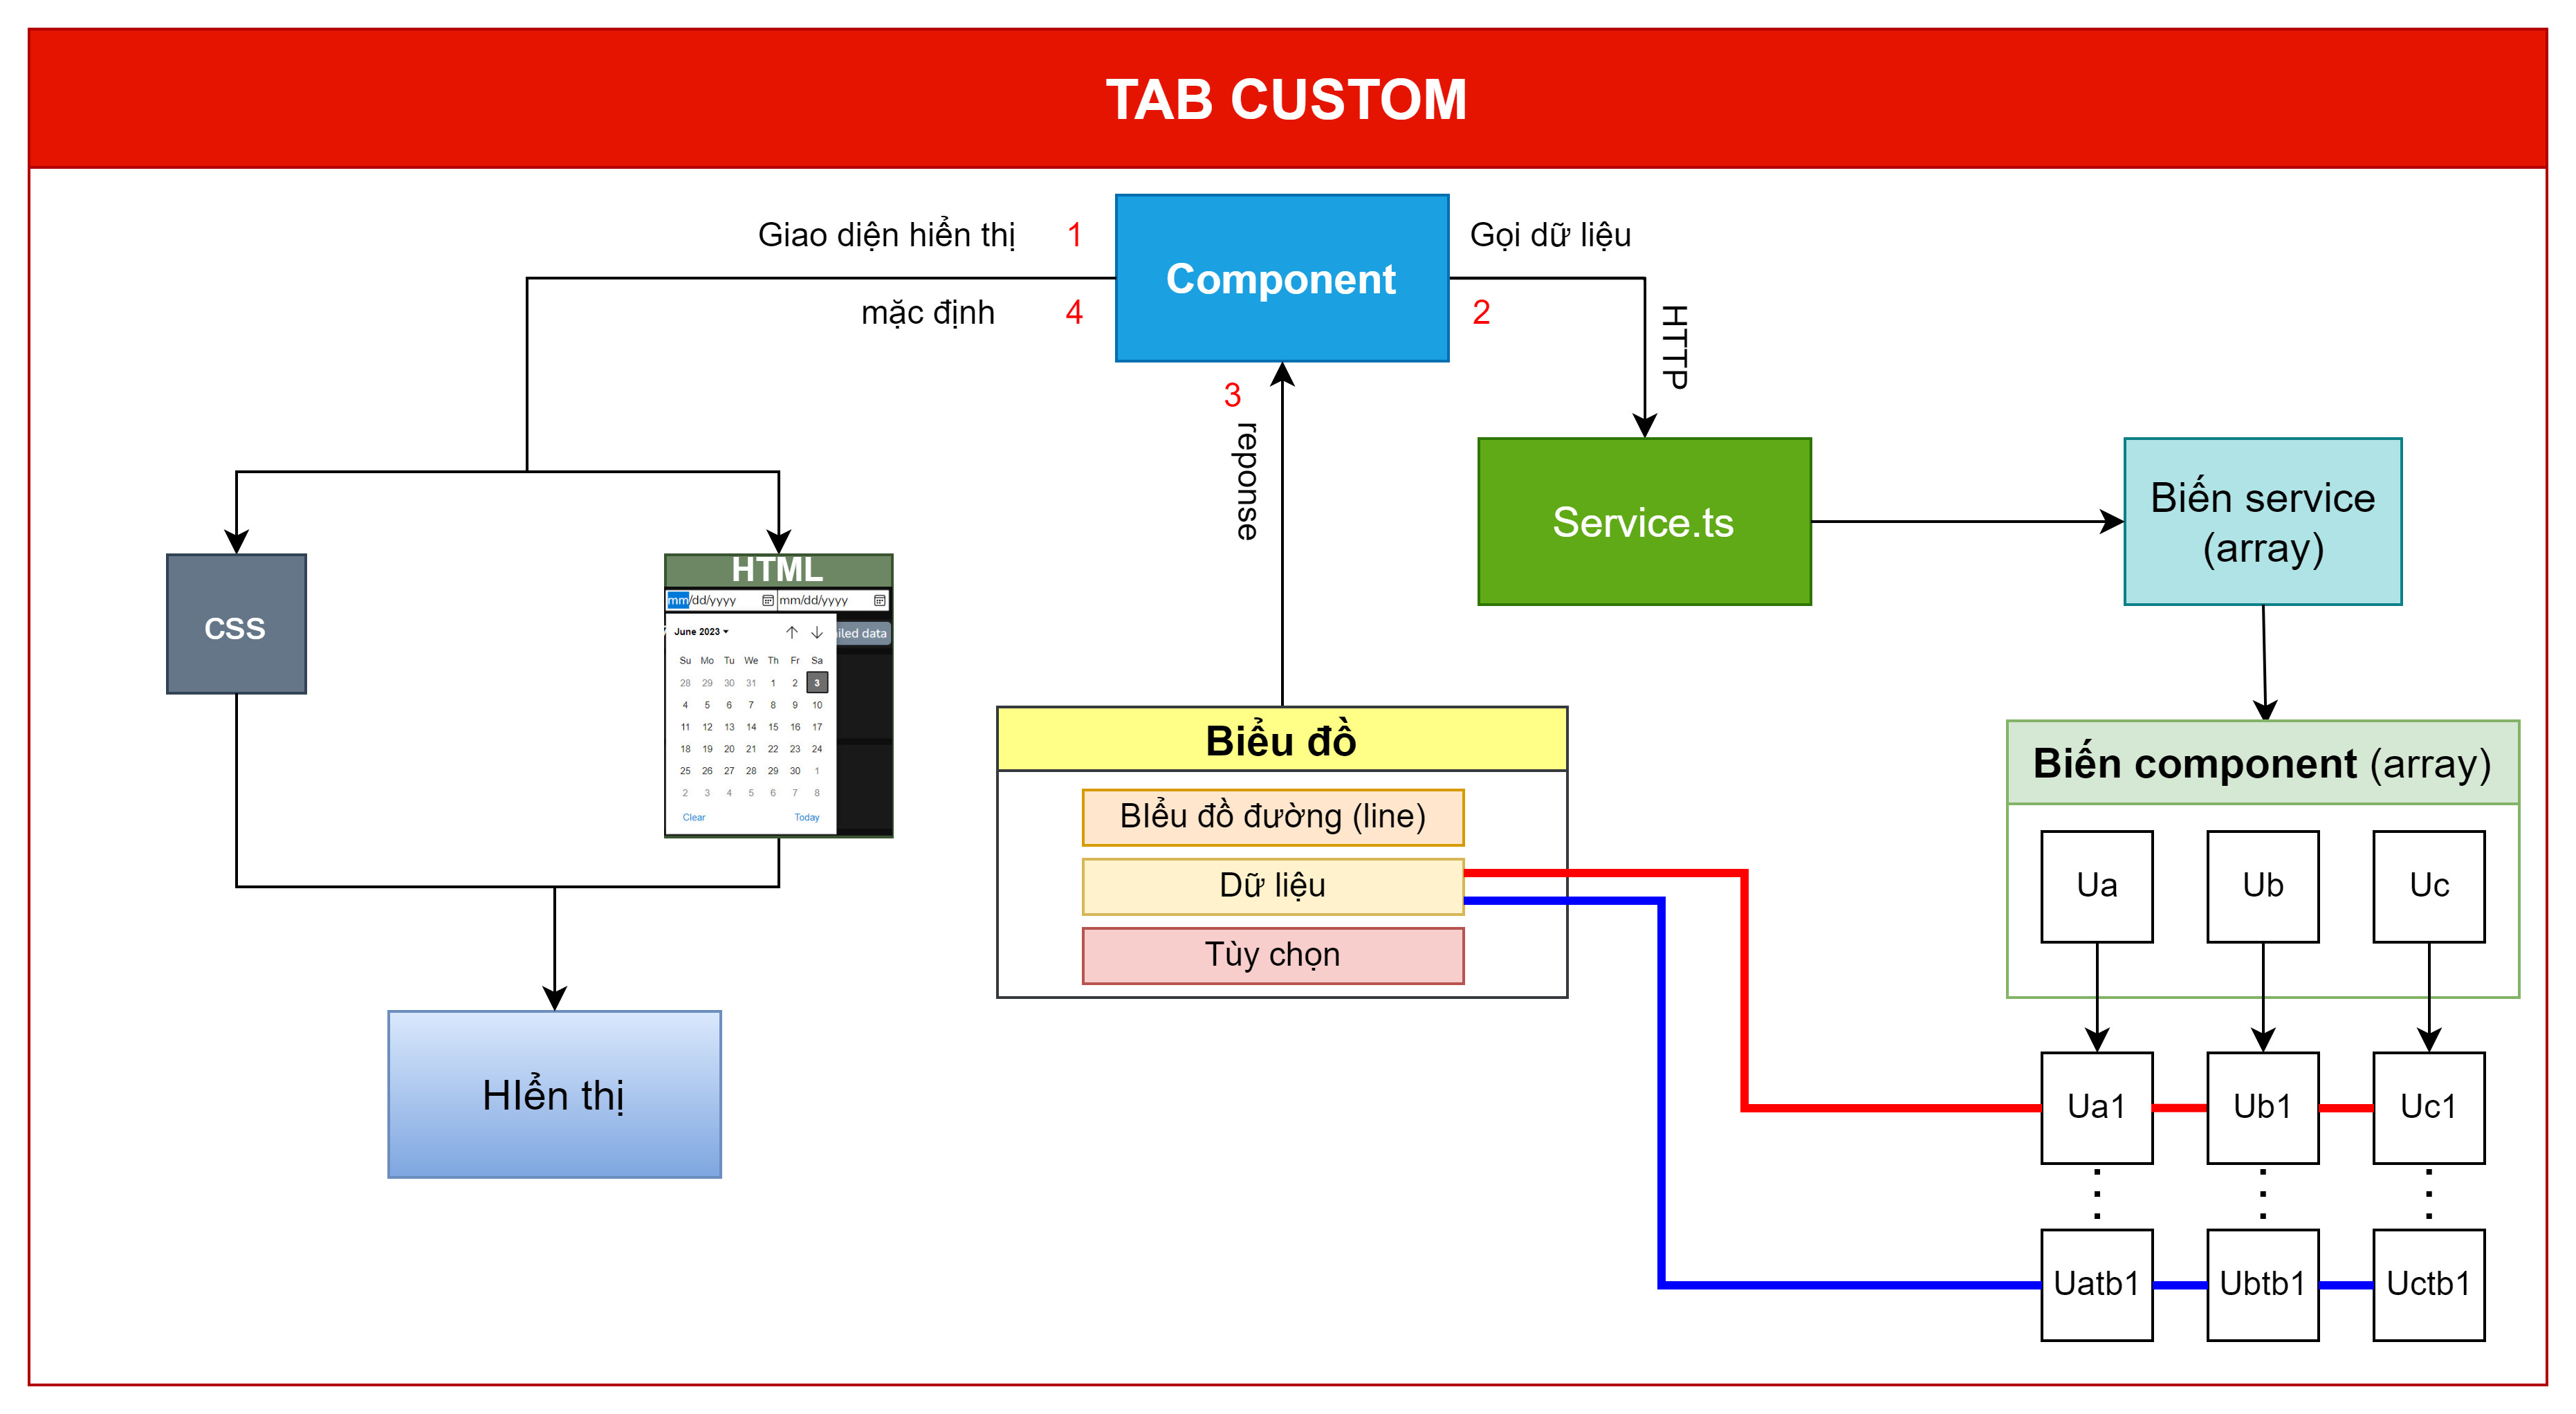 TAB CUSTOM
Giao diện hiển thị 1
mặc định 4
Component
Gọi dữ liệu
2
HTTP
3
reponse
Service.ts
Biến service
(array)
CSS
HTML
mm/dd/yyyy mm/dd/yyyy
June 2023
iled data
Su Mo Tu We Th Fr Sa
28 29 30 31 1 2 3
4 5 6 7 8 9 10
11 12 13 14 15 16 17
18 19 20 21 22 23 24
25 26 27 28 29 30 1
2 3 4 5 6 7 8
Clear Today
HIển thị
Biểu đồ
BIểu đồ đường (line)
Dữ liệu
Tùy chọn
Biến component (array)
Ua Ub Uc
Ua1 Ub1 Uc1
Uatb1 Ubtb1 Uctb1